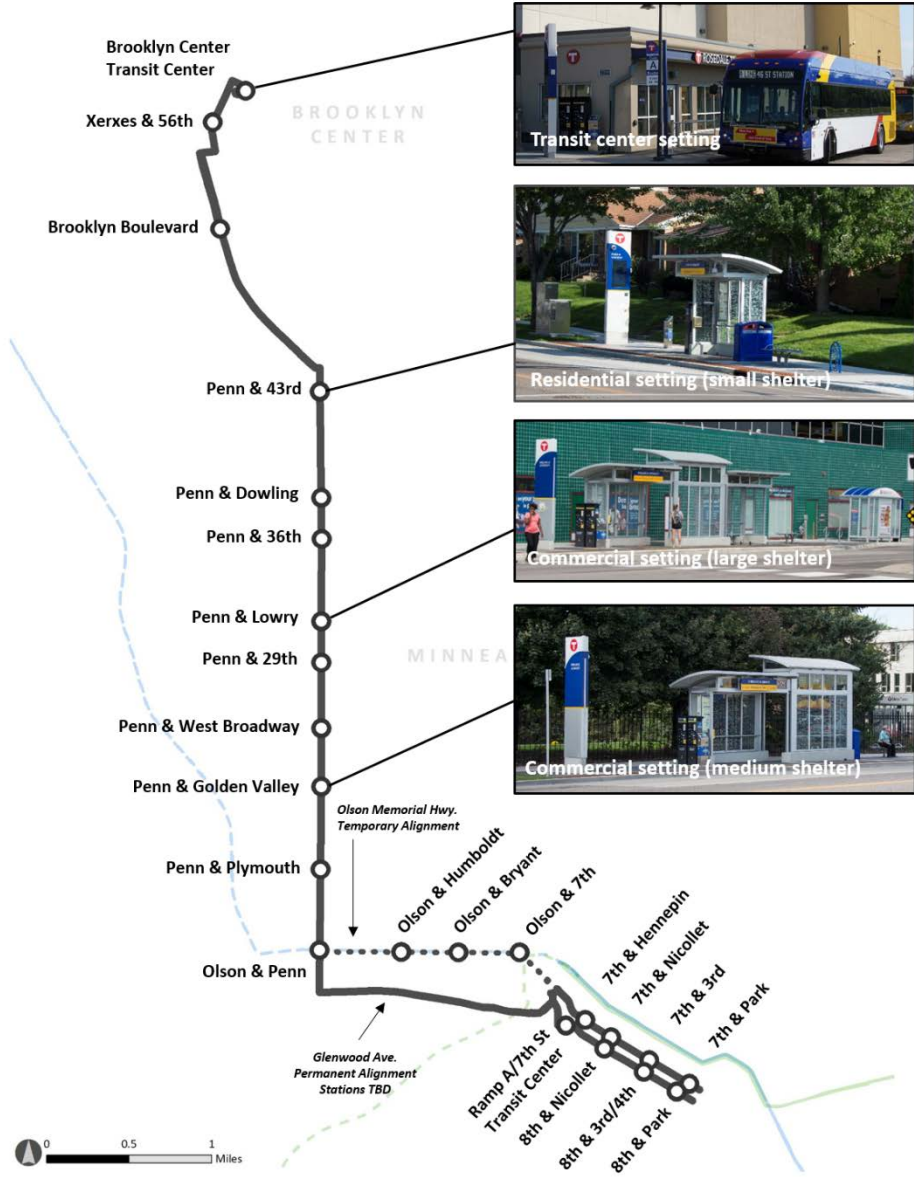 Brooklyn Center
Transit Center
BROOKLYN
CENTER
Xerxes & 56th
Brooklyn Boulevard
Penn & 43rd
Penn & Dowling
Penn & 36th
Penn & Lowry
Penn & 29th
MINNEA
Penn & West Broadway
Penn & Golden Valley
Penn & Plymouth
Olson & Penn
ROSEDALE
A
46 ST STATION
Transit center setting
T
Residential setting (small shelter)
T
Commercial setting (large shelter)
T
Commercial setting (medium shelter)
Olson Memorial Hwy.
Temporary Alignment
Olson & Humboldt
Olson & Bryant
Olson & 7th
7th & Hennepin
7th & Nicollet
7th & 3rd
7th & Park
Glenwood Ave.
Permanent Alignment
Stations TBD
Ramp A/7th St
Transit Center
8th & Nicollet
8th & 3rd/4th
8th & Park
0 0.5 1
Miles